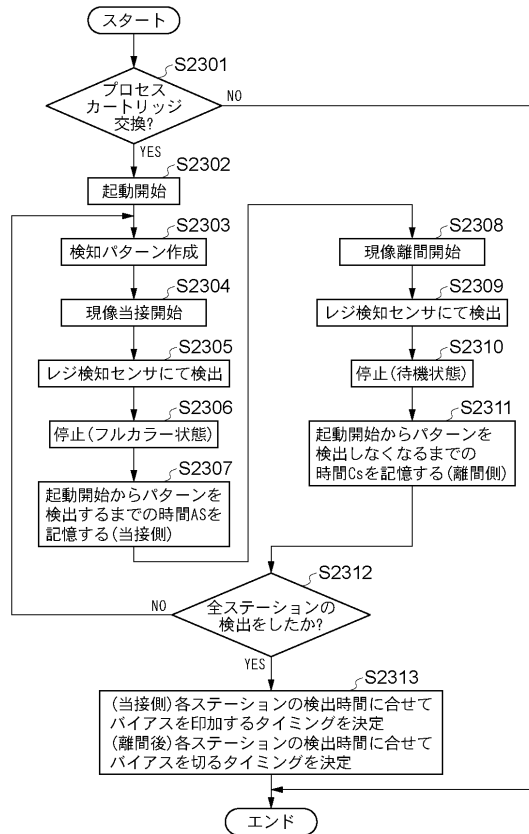 スタート
S2301
プロセス
カートリッジ
交換?
NO
YES
S2302
起動開始
S2303
検知パターン作成
S2304
現像当接開始
S2305
レジ検知センサにて検出
S2306
停止(フルカラー状態)
S2307
起動開始からパターンを
検出するまでの時間ASを
記憶する(当接側)
S2308
現像離間開始
S2309
レジ検知センサにて検出
S2310
停止(待機状態)
S2311
起動開始からパターンを
検出しなくなるまでの
時間Csを記憶する(離間側)
S2312
全ステーションの
検出をしたか?
NO
YES
S2313
(当接側)各ステーションの検出時間に合せて
バイアスを印加するタイミングを決定
(離間後)各ステーションの検出時間に合せて
バイアスを切るタイミングを決定
エンド